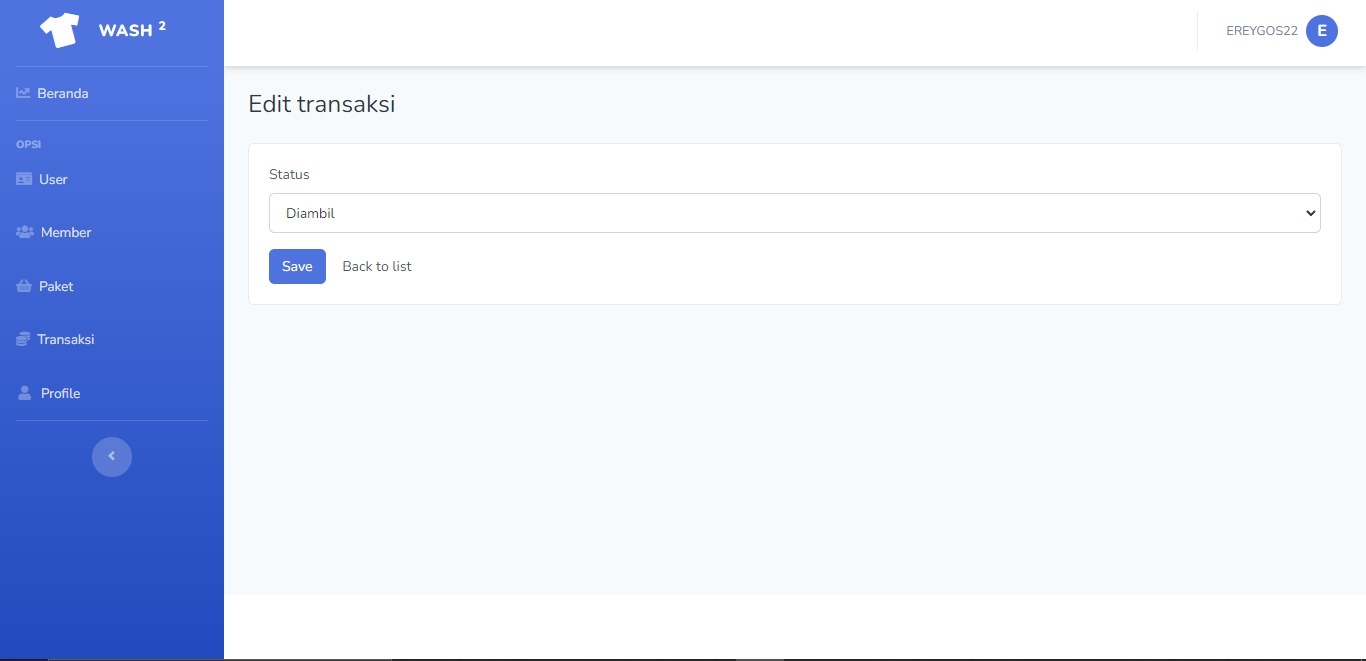 WASH 2
EREYGOS22
E
Beranda
OPSI
User
Member
Paket
Transaksi
Profile
Edit transaksi
Status
Diambil
Save
Back to list